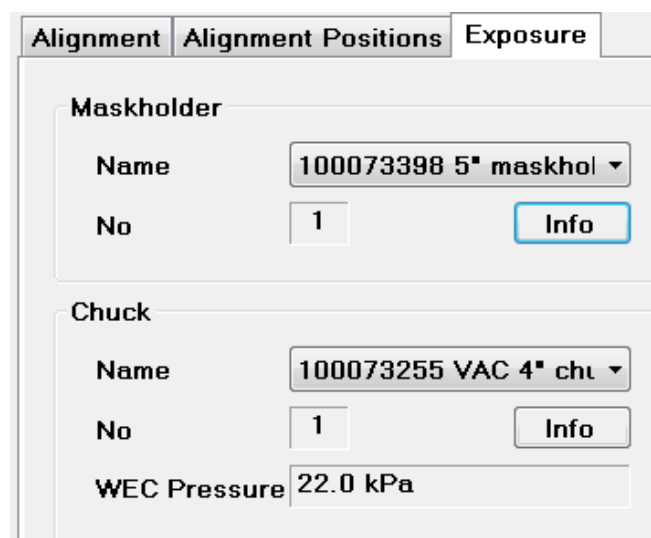 Alignment Alignment Positions Exposure
Maskholder
Name 100073398 5" maskhol
No 1 Info
Chuck
Name 100073255 VAC 4" chu
No 1 Info
WEC Pressure 22.0 kPa